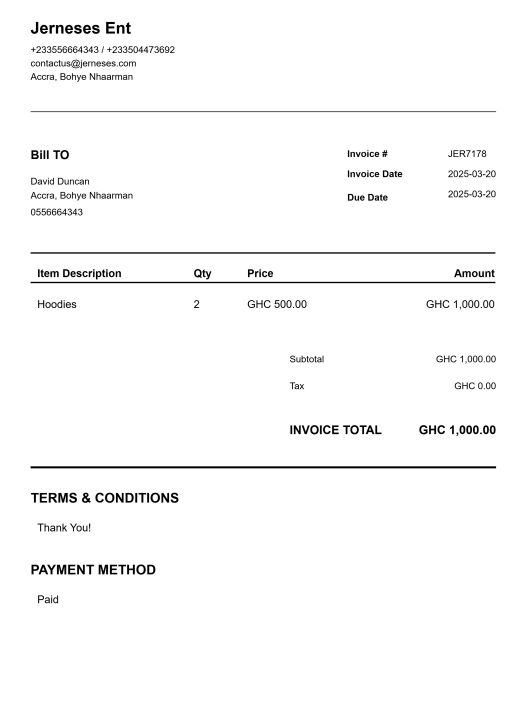 Jerneses Ent
+233556664343 / +233504473692
contactus@jerneses.com
Accra, Bohye Nhaarman
Bill TO
David Duncan
Accra, Bohye Nhaarman
0556664343
Invoice # JER7178
Invoice Date 2025-03-20
Due Date 2025-03-20
Item Description Qty Price Amount
Hoodies 2 GHC 500.00 GHC 1,000.00
Subtotal GHC 1,000.00
Tax GHC 0.00
INVOICE TOTAL GHC 1,000.00
TERMS & CONDITIONS
Thank You!
PAYMENT METHOD
Paid